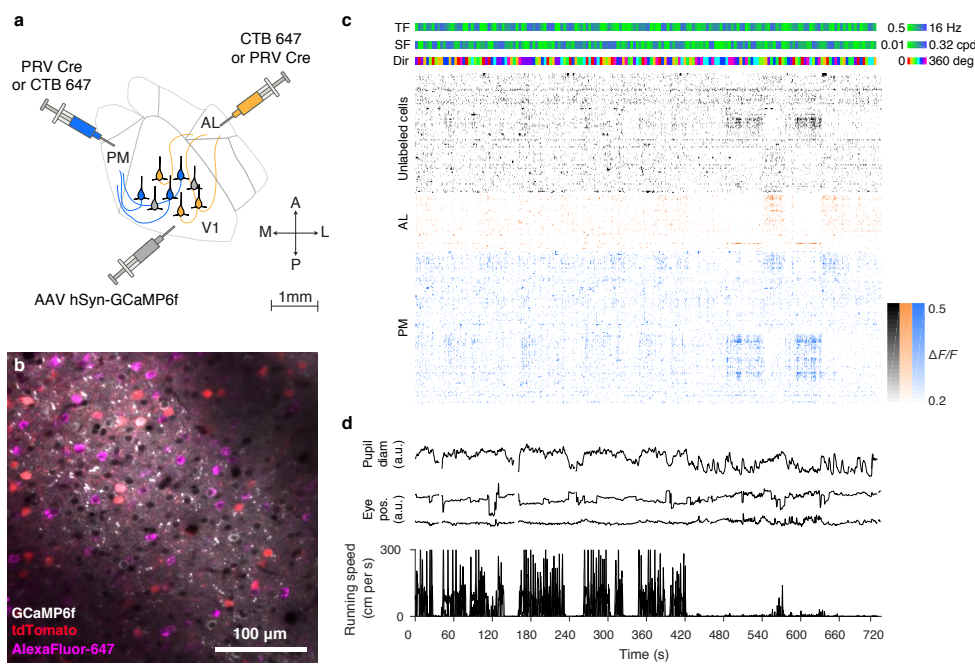 a
CTB 647
or PRV Cre
PRV Cre
or CTB 647
AL
PM
V1
A
M
L
P
AAV hSyn-GCaMP6f
1mm
b
GCaMP6f
tdTomato
AlexaFluor-647
100 µm
c
TF
0.5
16 Hz
SF
0.01
0.32 cpd
Dir
0
360 deg
Unlabeled cells
AL
PM
0.5
ΔF/F
0.2
d
Pupil
diam
(a.u.)
Eye
pos.
(a.u.)
Running speed
(cm per s)
300
0
0 60 120 180 240 300 360 420 480 540 600 660 720
Time (s)